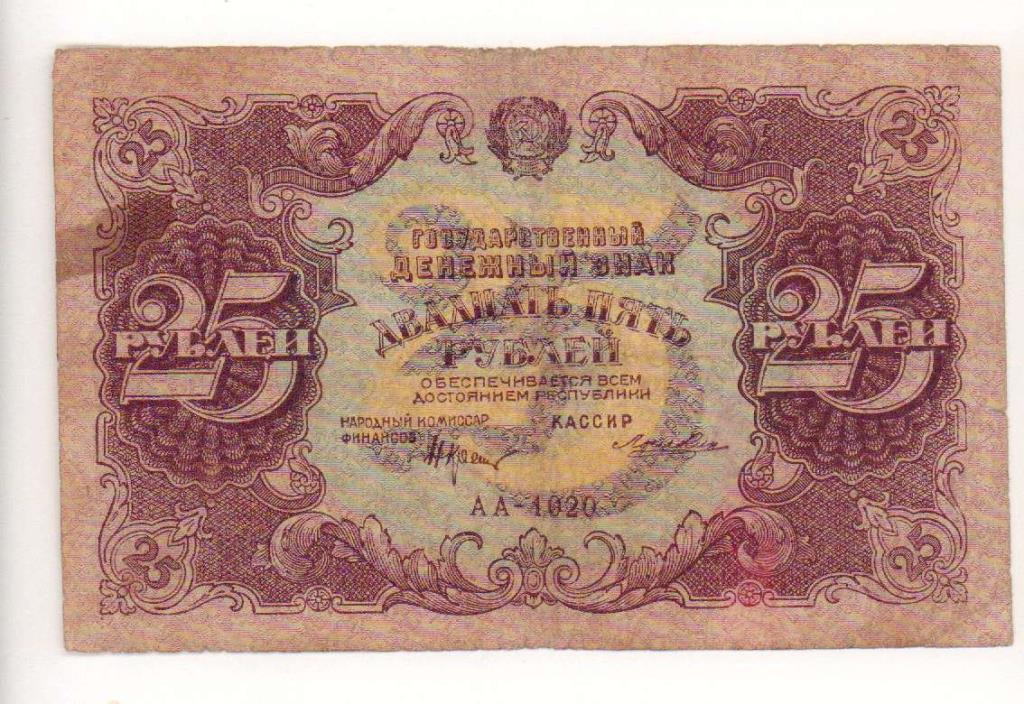 25
25
ГОСУДАРСТВЕННЫЙ
ДЕНЕЖНЫЙ ЗНАК
25
РУБЛЕЙ
ДВАДЦАТЬ ПЯТЬ
РУБЛЕЙ
25
РУБЛЕЙ
ОБЕСПЕЧИВАЕТСЯ ВСЕМ
ДОСТОЯНИЕМ РЕСПУБЛИКИ
НАРОДНЫЙ КОМИССАР
ФИНАНСОВ
КАССИР
АА-1020
25
25